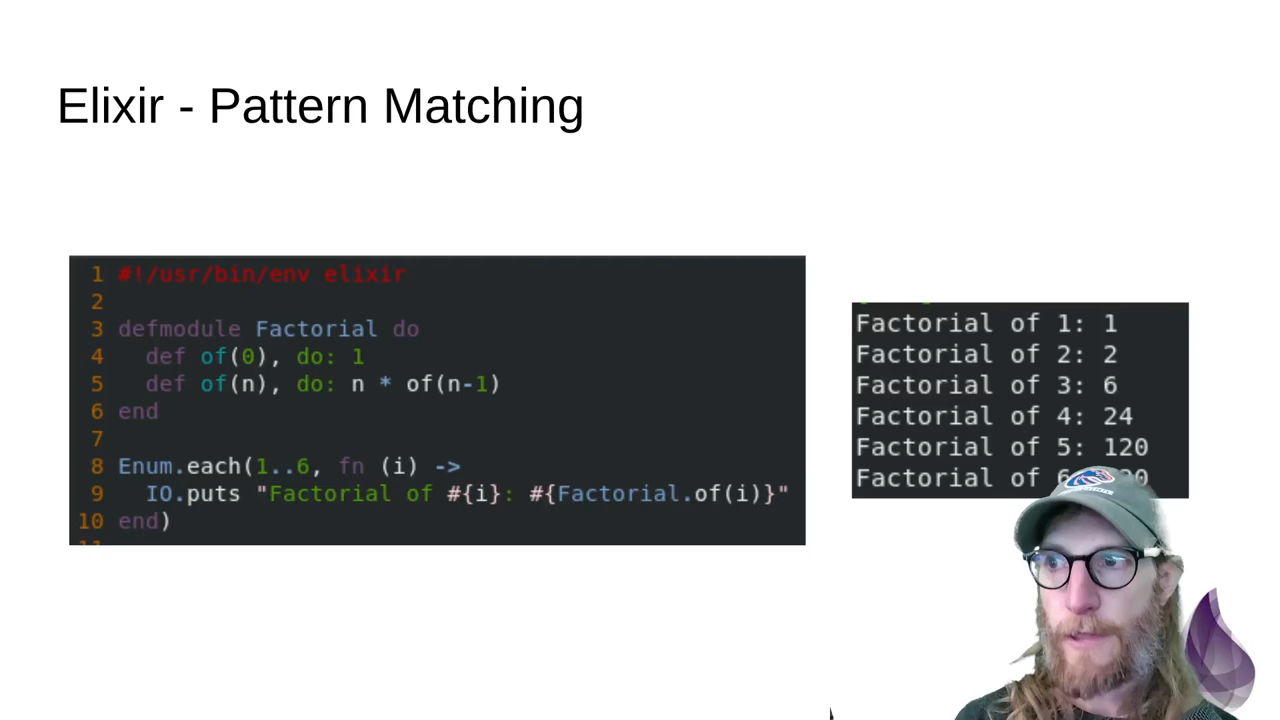 Elixir - Pattern Matching
1 #!/usr/bin/env elixir
2
3 defmodule Factorial do
4   def of(0), do: 1
5   def of(n), do: n * of(n-1)
6 end
7
8 Enum.each(1..6, fn (i) ->
9   IO.puts "Factorial of #{i}: #{Factorial.of(i)}"
10 end)
Factorial of 1: 1
Factorial of 2: 2
Factorial of 3: 6
Factorial of 4: 24
Factorial of 5: 120
Factorial of